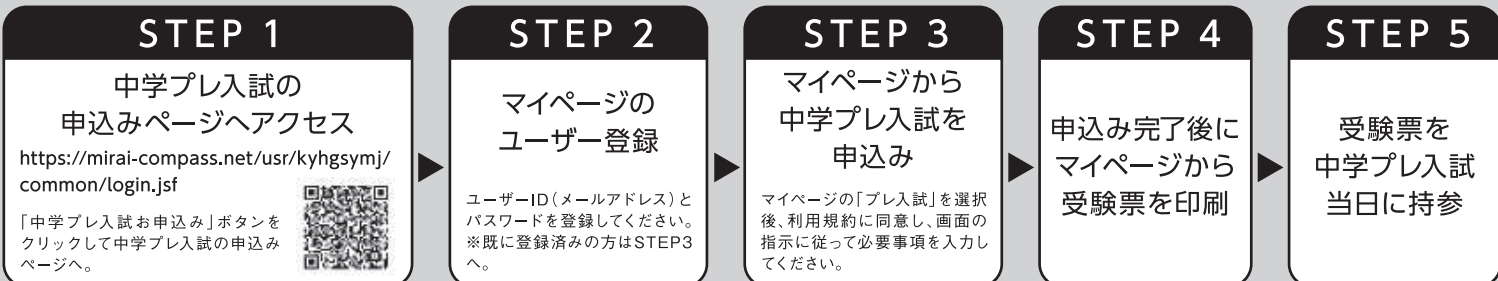 STEP 1
中学プレ入試の
申込みページへアクセス
https://mirai-compass.net/usr/kyhgsymj/
common/login.jsf
「中学プレ入試お申込み」ボタンを
クリックして中学プレ入試の申込み
ページへ。
STEP 2
マイページの
ユーザー登録
ユーザーID(メールアドレス)と
パスワードを登録してください。
※既に登録済みの方はSTEP3
へ。
STEP 3
マイページから
中学プレ入試を
申込み
マイページの「プレ入試」を選択
後、利用規約に同意し、画面の
指示に従って必要事項を入力し
てください。
STEP 4
申込み完了後に
マイページから
受験票を印刷
STEP 5
受験票を
中学プレ入試
当日に持参